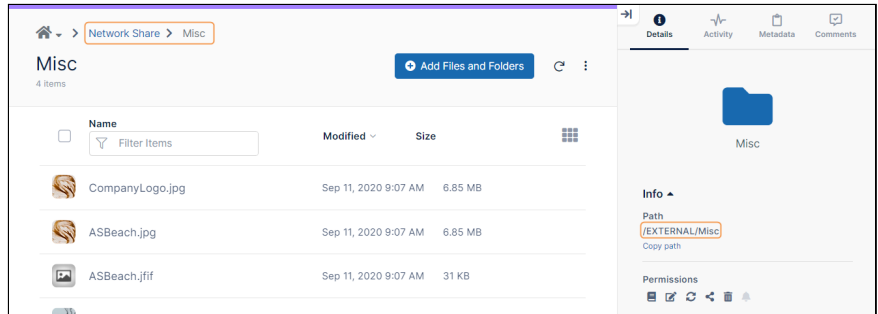 Network Share > Misc
Misc
4 items
Add Files and Folders
Name
Filter Items
Modified
Size
CompanyLogo.jpg
Sep 11, 2020 9:07 AM
6.85 MB
ASBeach.jpg
Sep 11, 2020 9:07 AM
6.85 MB
ASBeach.jfif
Sep 11, 2020 9:07 AM
31 KB
Details
Activity
Metadata
Comments
Misc
Info
Path
/EXTERNAL/Misc
Copy path
Permissions